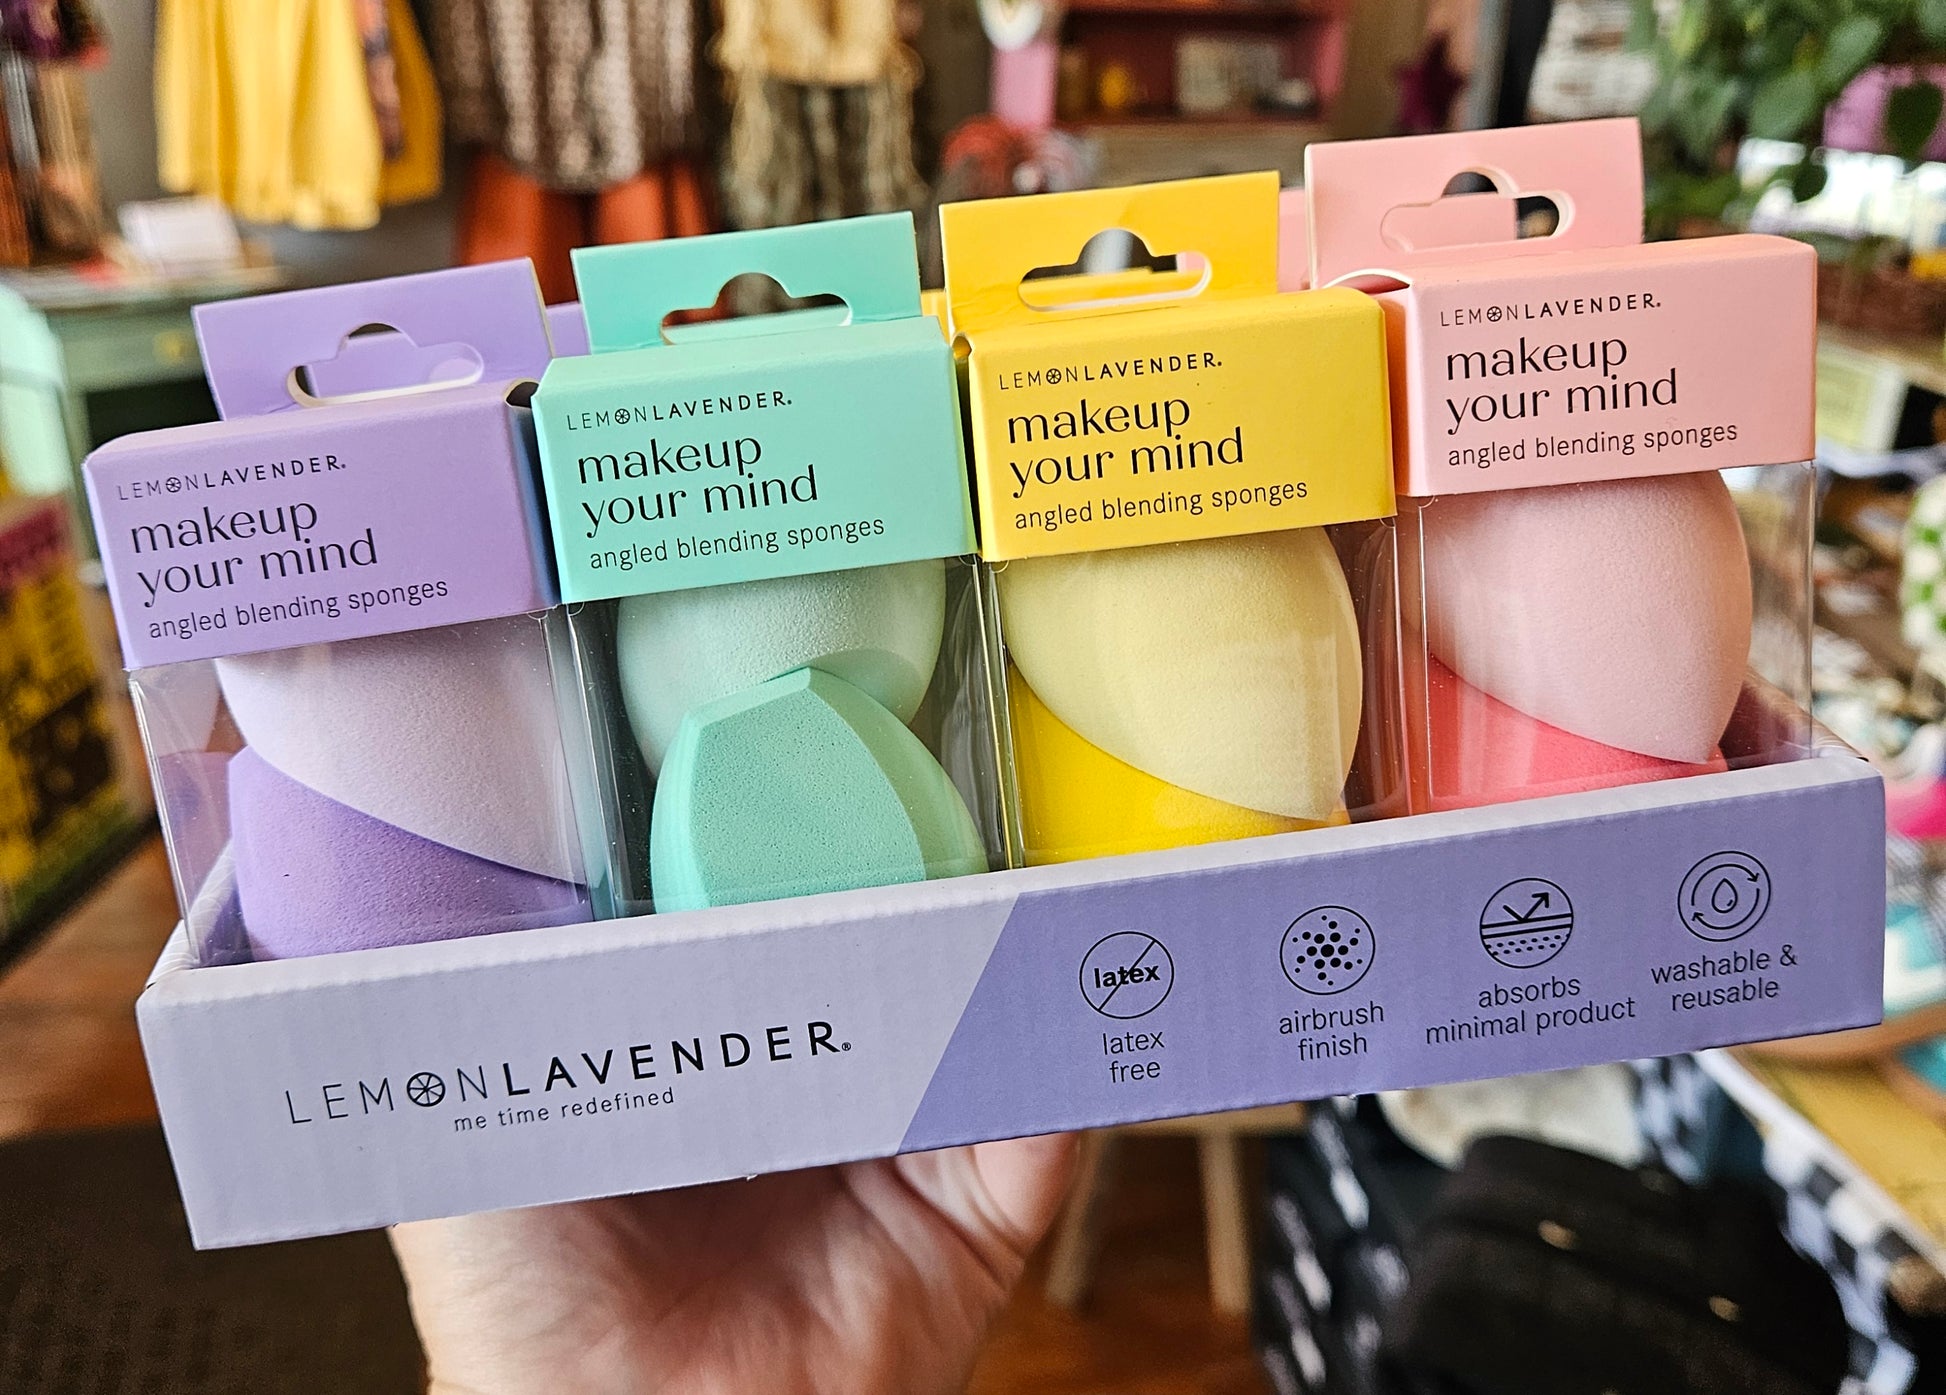 LEMONLAVENDER.
makeup
your mind
angled blending sponges
LEMONLAVENDER.
makeup
your mind
angled blending sponges
LEMONLAVENDER.
makeup
your mind
angled blending sponges
LEMONLAVENDER.
makeup
your mind
angled blending sponges
LEMONLAVENDER®
me time redefined
latex
latex
free
airbrush
finish
absorbs
minimal product
washable &
reusable